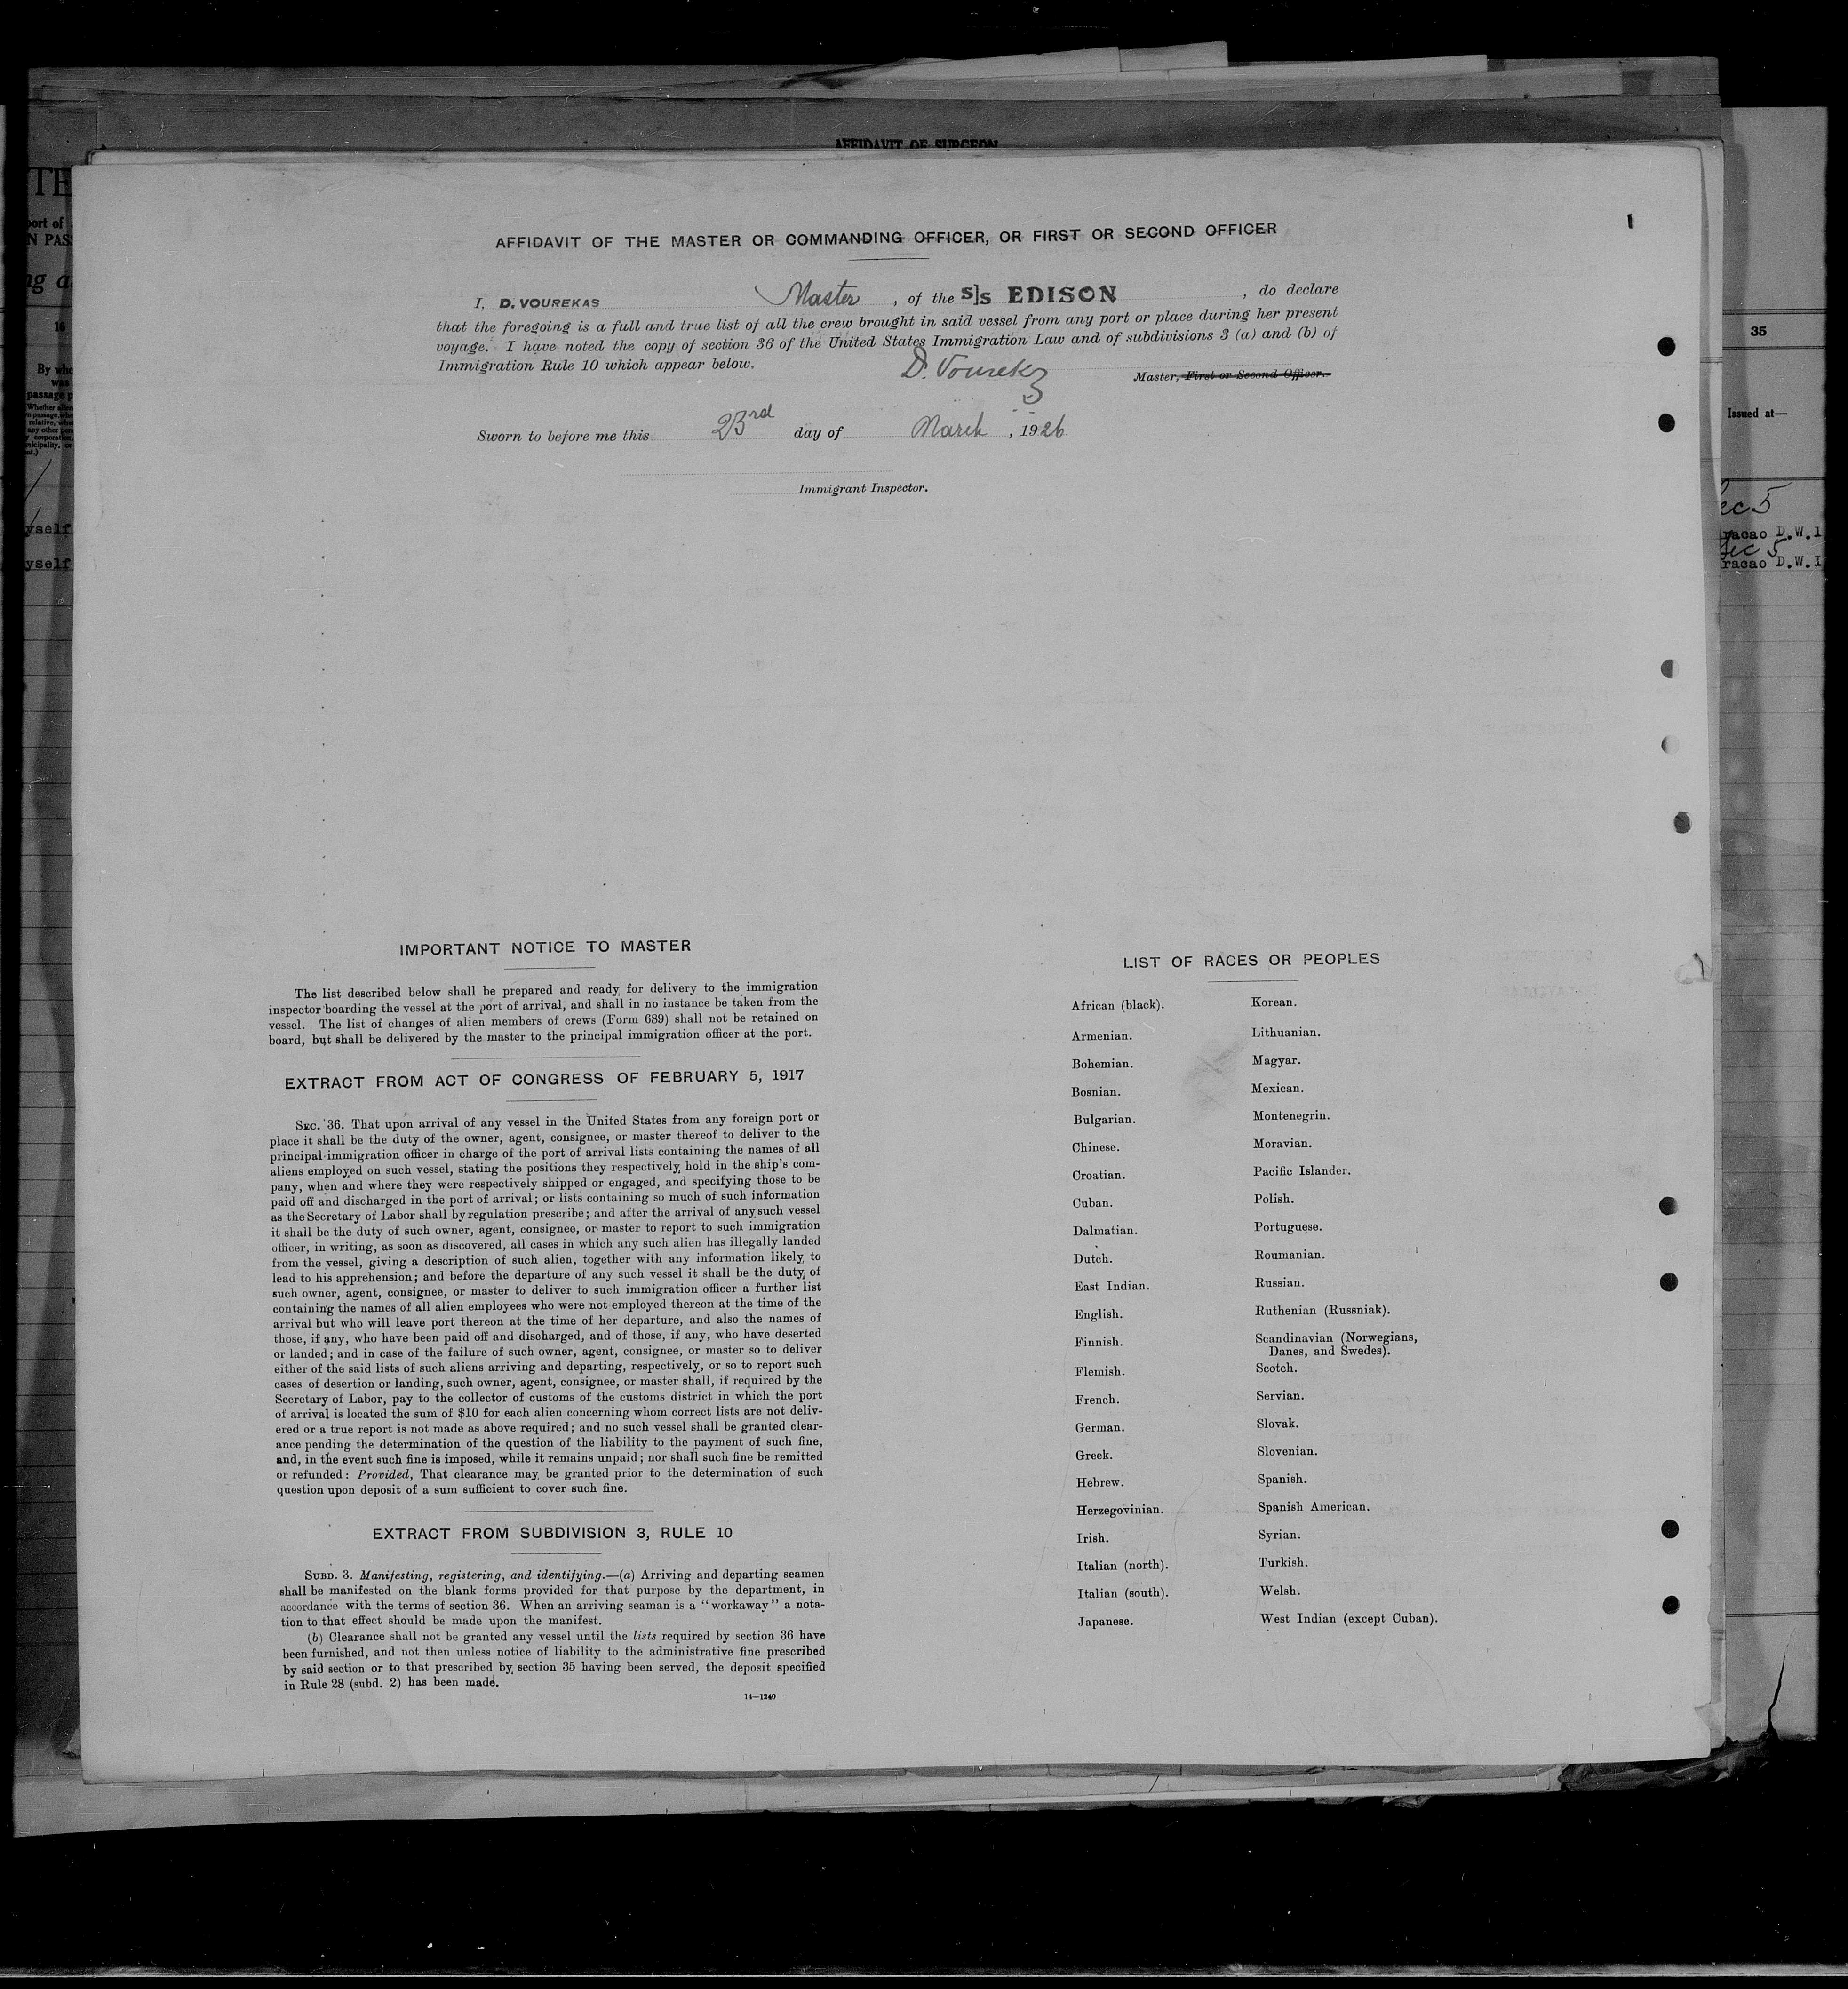 AFFIDAVIT OF SURGEON
TE
port of
N PAS
ng a
16
By who
was
passage p
35
Issued at—
ec 5
racao D.W.I
ec 5
racao D.W.I
yself
yself
1
AFFIDAVIT OF THE MASTER OR COMMANDING OFFICER, OR FIRST OR SECOND OFFICER
I, D. VOUREKAS Master, of the S/S EDISON, do declare
that the foregoing is a full and true list of all the crew brought in said vessel from any port or place during her present
voyage. I have noted the copy of section 36 of the United States Immigration Law and of subdivisions 3 (a) and (b) of
Immigration Rule 10 which appear below.
D. Vourekas
Master, First or Second Officer.
Sworn to before me this 23rd day of March, 1926
Immigrant Inspector.
IMPORTANT NOTICE TO MASTER
The list described below shall be prepared and ready for delivery to the immigration
inspector boarding the vessel at the port of arrival, and shall in no instance be taken from the
vessel. The list of changes of alien members of crews (Form 689) shall not be retained on
board, but shall be delivered by the master to the principal immigration officer at the port.
EXTRACT FROM ACT OF CONGRESS OF FEBRUARY 5, 1917
SEC. 36. That upon arrival of any vessel in the United States from any foreign port or
place it shall be the duty of the owner, agent, consignee, or master thereof to deliver to the
principal immigration officer in charge of the port of arrival lists containing the names of all
aliens employed on such vessel, stating the positions they respectively hold in the ship's com-
pany, when and where they were respectively shipped or engaged, and specifying those to be
paid off and discharged in the port of arrival; or lists containing so much of such information
as the Secretary of Labor shall by regulation prescribe; and after the arrival of any such vessel
it shall be the duty of such owner, agent, consignee, or master to report to such immigration
officer, in writing, as soon as discovered, all cases in which any such alien has illegally landed
from the vessel, giving a description of such alien, together with any information likely to
lead to his apprehension; and before the departure of any such vessel it shall be the duty of
such owner, agent, consignee, or master to deliver to such immigration officer a further list
containing the names of all alien employees who were not employed thereon at the time of the
arrival but who will leave port thereon at the time of her departure, and also the names of
those, if any, who have been paid off and discharged, and of those, if any, who have deserted
or landed; and in case of the failure of such owner, agent, consignee, or master so to deliver
either of the said lists of such aliens arriving and departing, respectively, or so to report such
cases of desertion or landing, such owner, agent, consignee, or master shall, if required by the
Secretary of Labor, pay to the collector of customs of the customs district in which the port
of arrival is located the sum of $10 for each alien concerning whom correct lists are not deliv-
ered or a true report is not made as above required; and no such vessel shall be granted clear-
ance pending the determination of the question of the liability to the payment of such fine,
and, in the event such fine is imposed, while it remains unpaid; nor shall such fine be remitted
or refunded: Provided, That clearance may be granted prior to the determination of such
question upon deposit of a sum sufficient to cover such fine.
EXTRACT FROM SUBDIVISION 3, RULE 10
SUBD. 3. Manifesting, registering, and identifying.—(a) Arriving and departing seamen
shall be manifested on the blank forms provided for that purpose by the department, in
accordance with the terms of section 36. When an arriving seaman is a "workaway" a nota-
tion to that effect should be made upon the manifest.
(b) Clearance shall not be granted any vessel until the lists required by section 36 have
been furnished, and not then unless notice of liability to the administrative fine prescribed
by said section or to that prescribed by section 35 having been served, the deposit specified
in Rule 28 (subd. 2) has been made.
14—1240
LIST OF RACES OR PEOPLES
African (black).
Armenian.
Bohemian.
Bosnian.
Bulgarian.
Chinese.
Croatian.
Cuban.
Dalmatian.
Dutch.
East Indian.
English.
Finnish.
Flemish.
French.
German.
Greek.
Hebrew.
Herzegovinian.
Irish.
Italian (north).
Italian (south).
Japanese.
Korean.
Lithuanian.
Magyar.
Mexican.
Montenegrin.
Moravian.
Pacific Islander.
Polish.
Portuguese.
Roumanian.
Russian.
Ruthenian (Russniak).
Scandinavian (Norwegians,
Danes, and Swedes).
Scotch.
Servian.
Slovak.
Slovenian.
Spanish.
Spanish American.
Syrian.
Turkish.
Welsh.
West Indian (except Cuban).